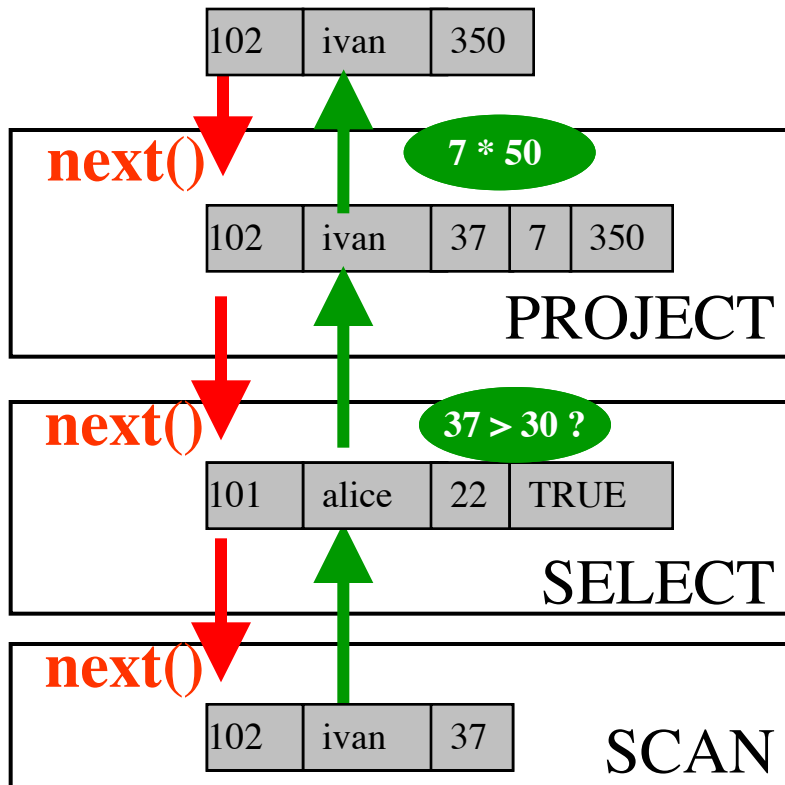 102 ivan 350
next() 7 * 50
102 ivan 37 7 350
PROJECT
next() 37 > 30 ?
101 alice 22 TRUE
SELECT
next()
102 ivan 37
SCAN